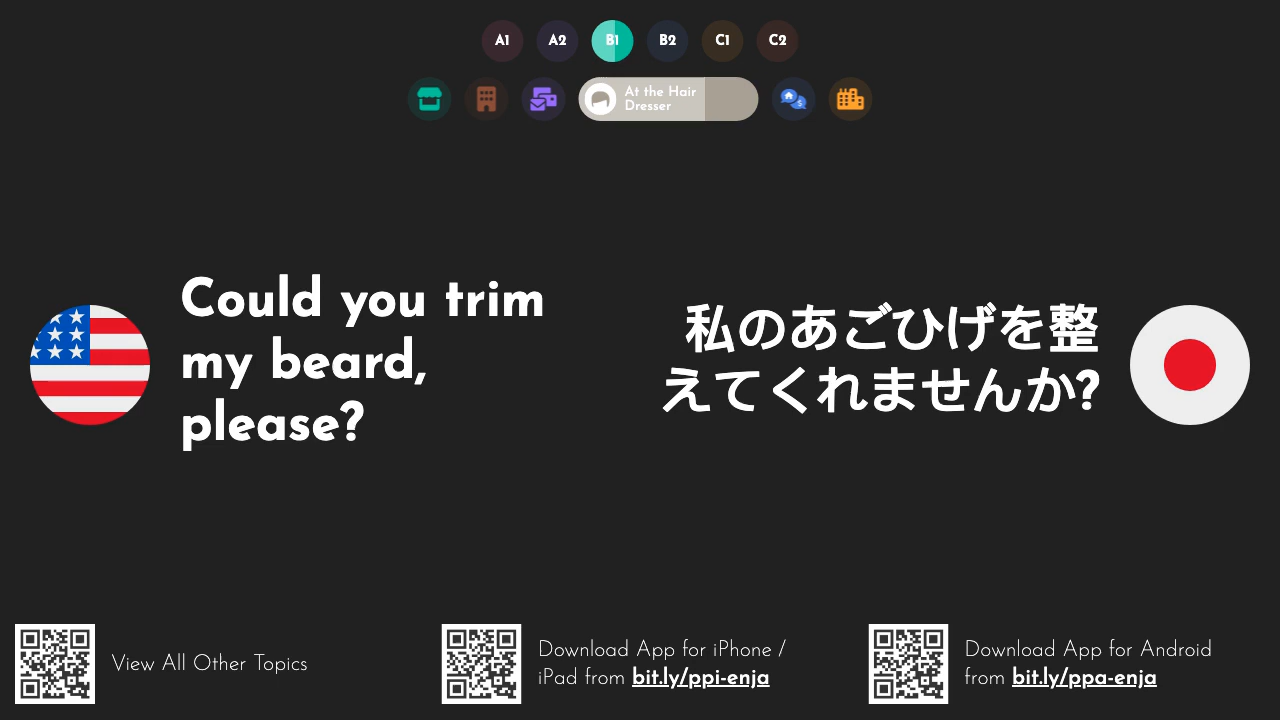 A1 A2 B1 B2 C1 C2
At the Hair
Dresser
Could you trim
my beard,
please?
私のあごひげを整
えてくれませんか?
View All Other Topics
Download App for iPhone /
iPad from bit.ly/ppi-enja
Download App for Android
from bit.ly/ppa-enja